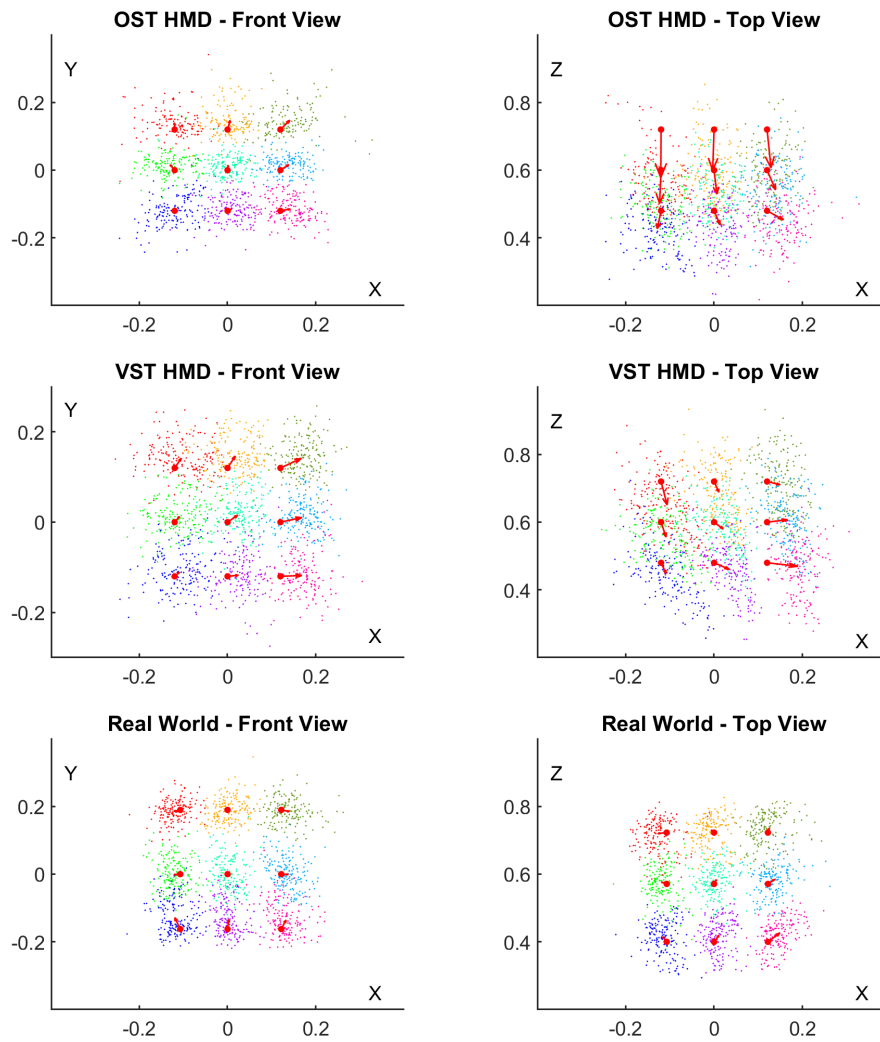 OST HMD - Front View
Y
0.2
0
-0.2
X
-0.2 0 0.2
OST HMD - Top View
Z
0.8
0.6
0.4
X
-0.2 0 0.2
VST HMD - Front View
Y
0.2
0
-0.2
X
-0.2 0 0.2
VST HMD - Top View
Z
0.8
0.6
0.4
X
-0.2 0 0.2
Real World - Front View
Y
0.2
0
-0.2
X
-0.2 0 0.2
Real World - Top View
Z
0.8
0.6
0.4
X
-0.2 0 0.2